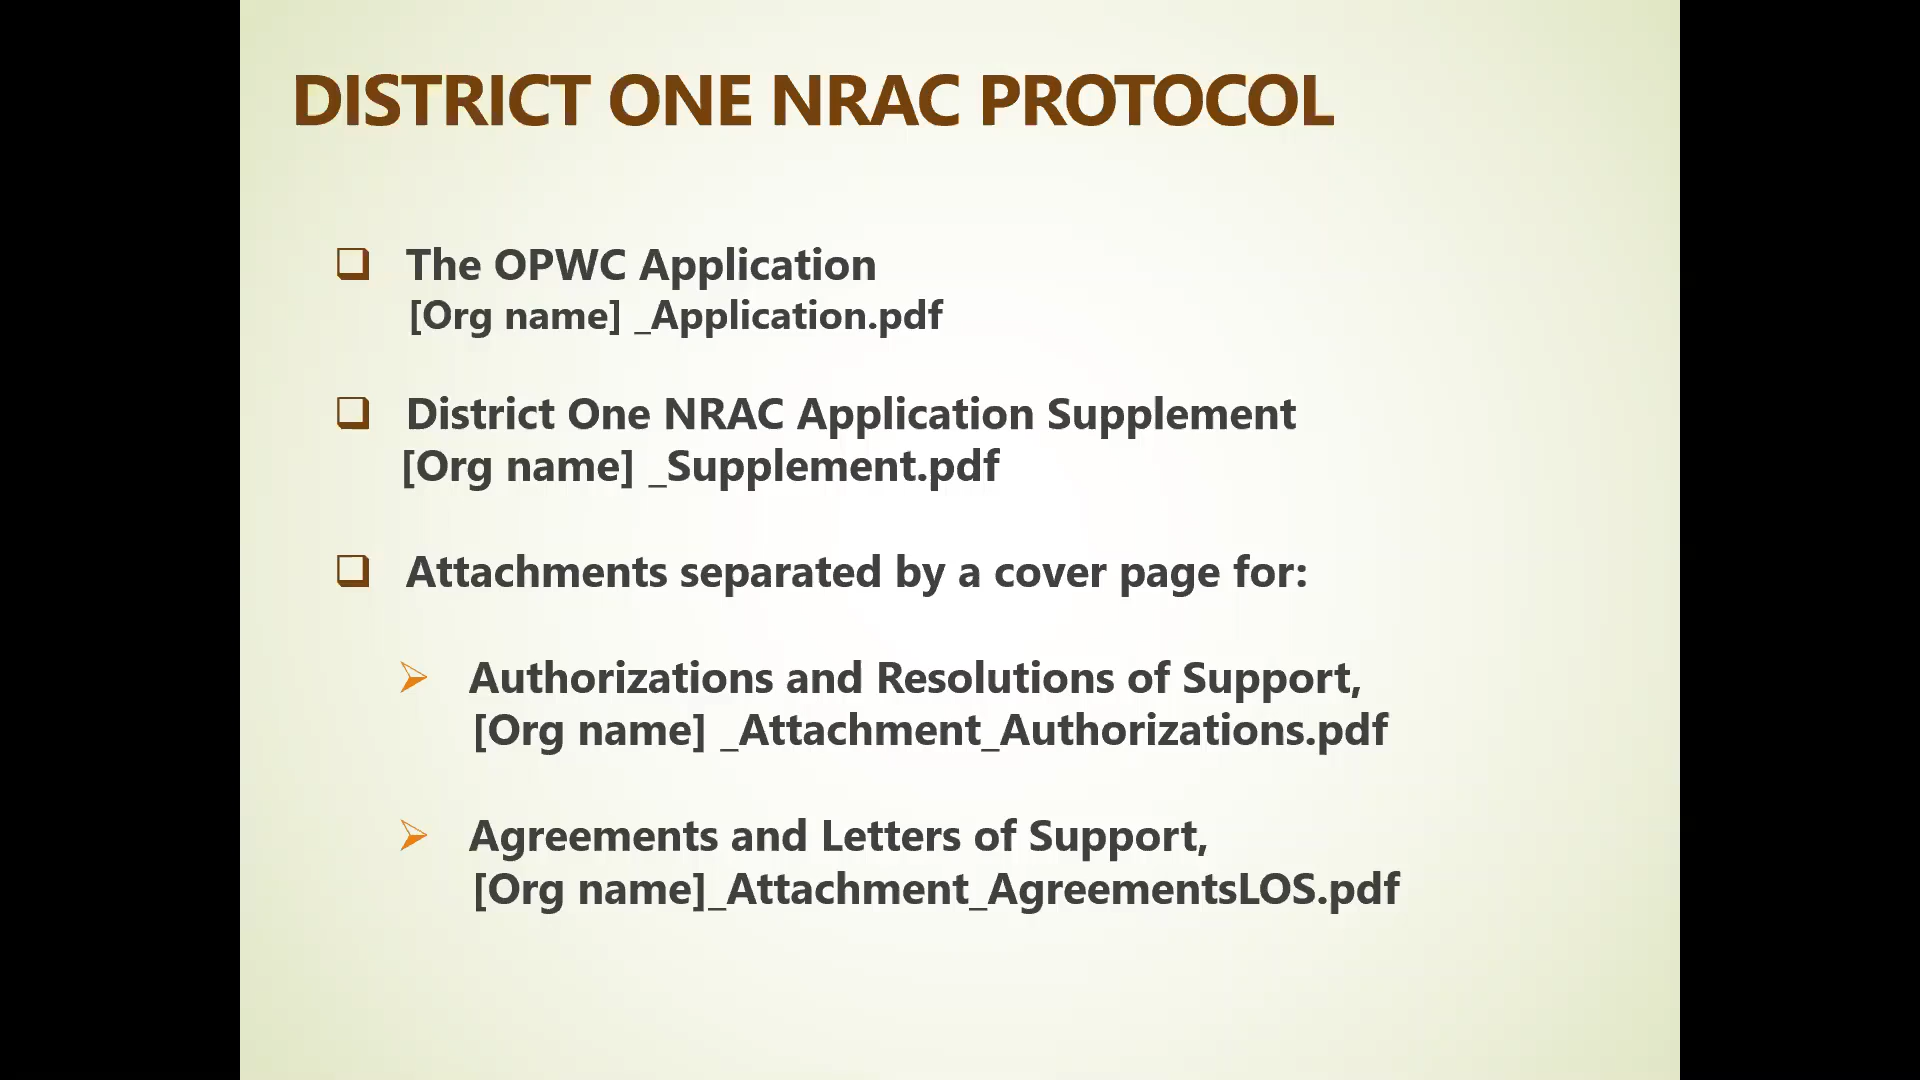 DISTRICT ONE NRAC PROTOCOL
The OPWC Application
[Org name] _Application.pdf
District One NRAC Application Supplement
[Org name] _Supplement.pdf
Attachments separated by a cover page for:
Authorizations and Resolutions of Support,
[Org name] _Attachment_Authorizations.pdf
Agreements and Letters of Support,
[Org name]_Attachment_AgreementsLOS.pdf